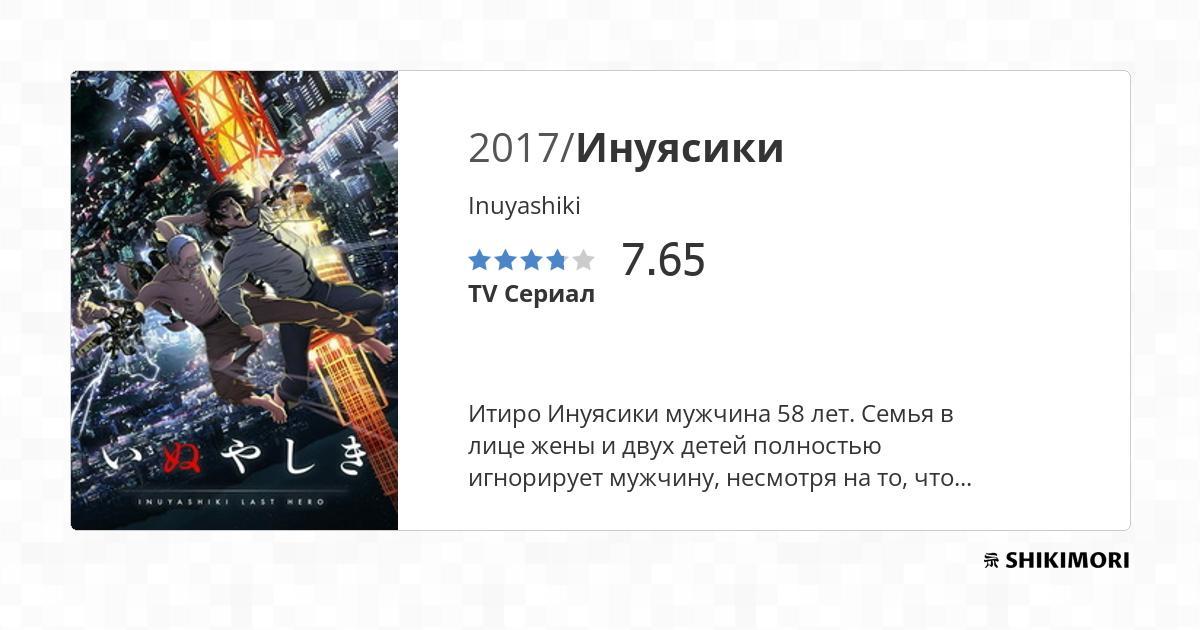 いぬやしき
INUYASHIKI LAST HERO
2017/Инуясики
Inuyashiki
7.65
TV Сериал
Итиро Инуясики мужчина 58 лет. Семья в
лице жены и двух детей полностью
игнорирует мужчину, несмотря на то, что...
SHIKIMORI